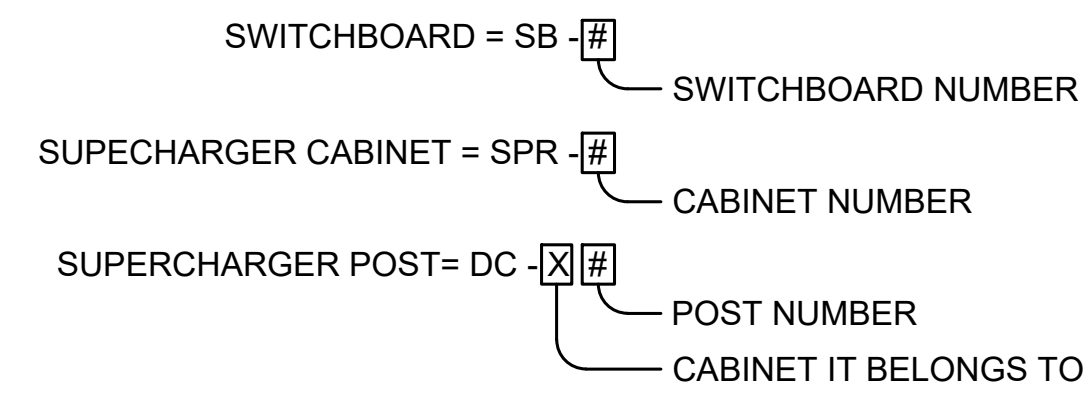 SWITCHBOARD = SB -#
SWITCHBOARD NUMBER
SUPECHARGER CABINET = SPR -#
CABINET NUMBER
SUPERCHARGER POST= DC -X #
POST NUMBER
CABINET IT BELONGS TO